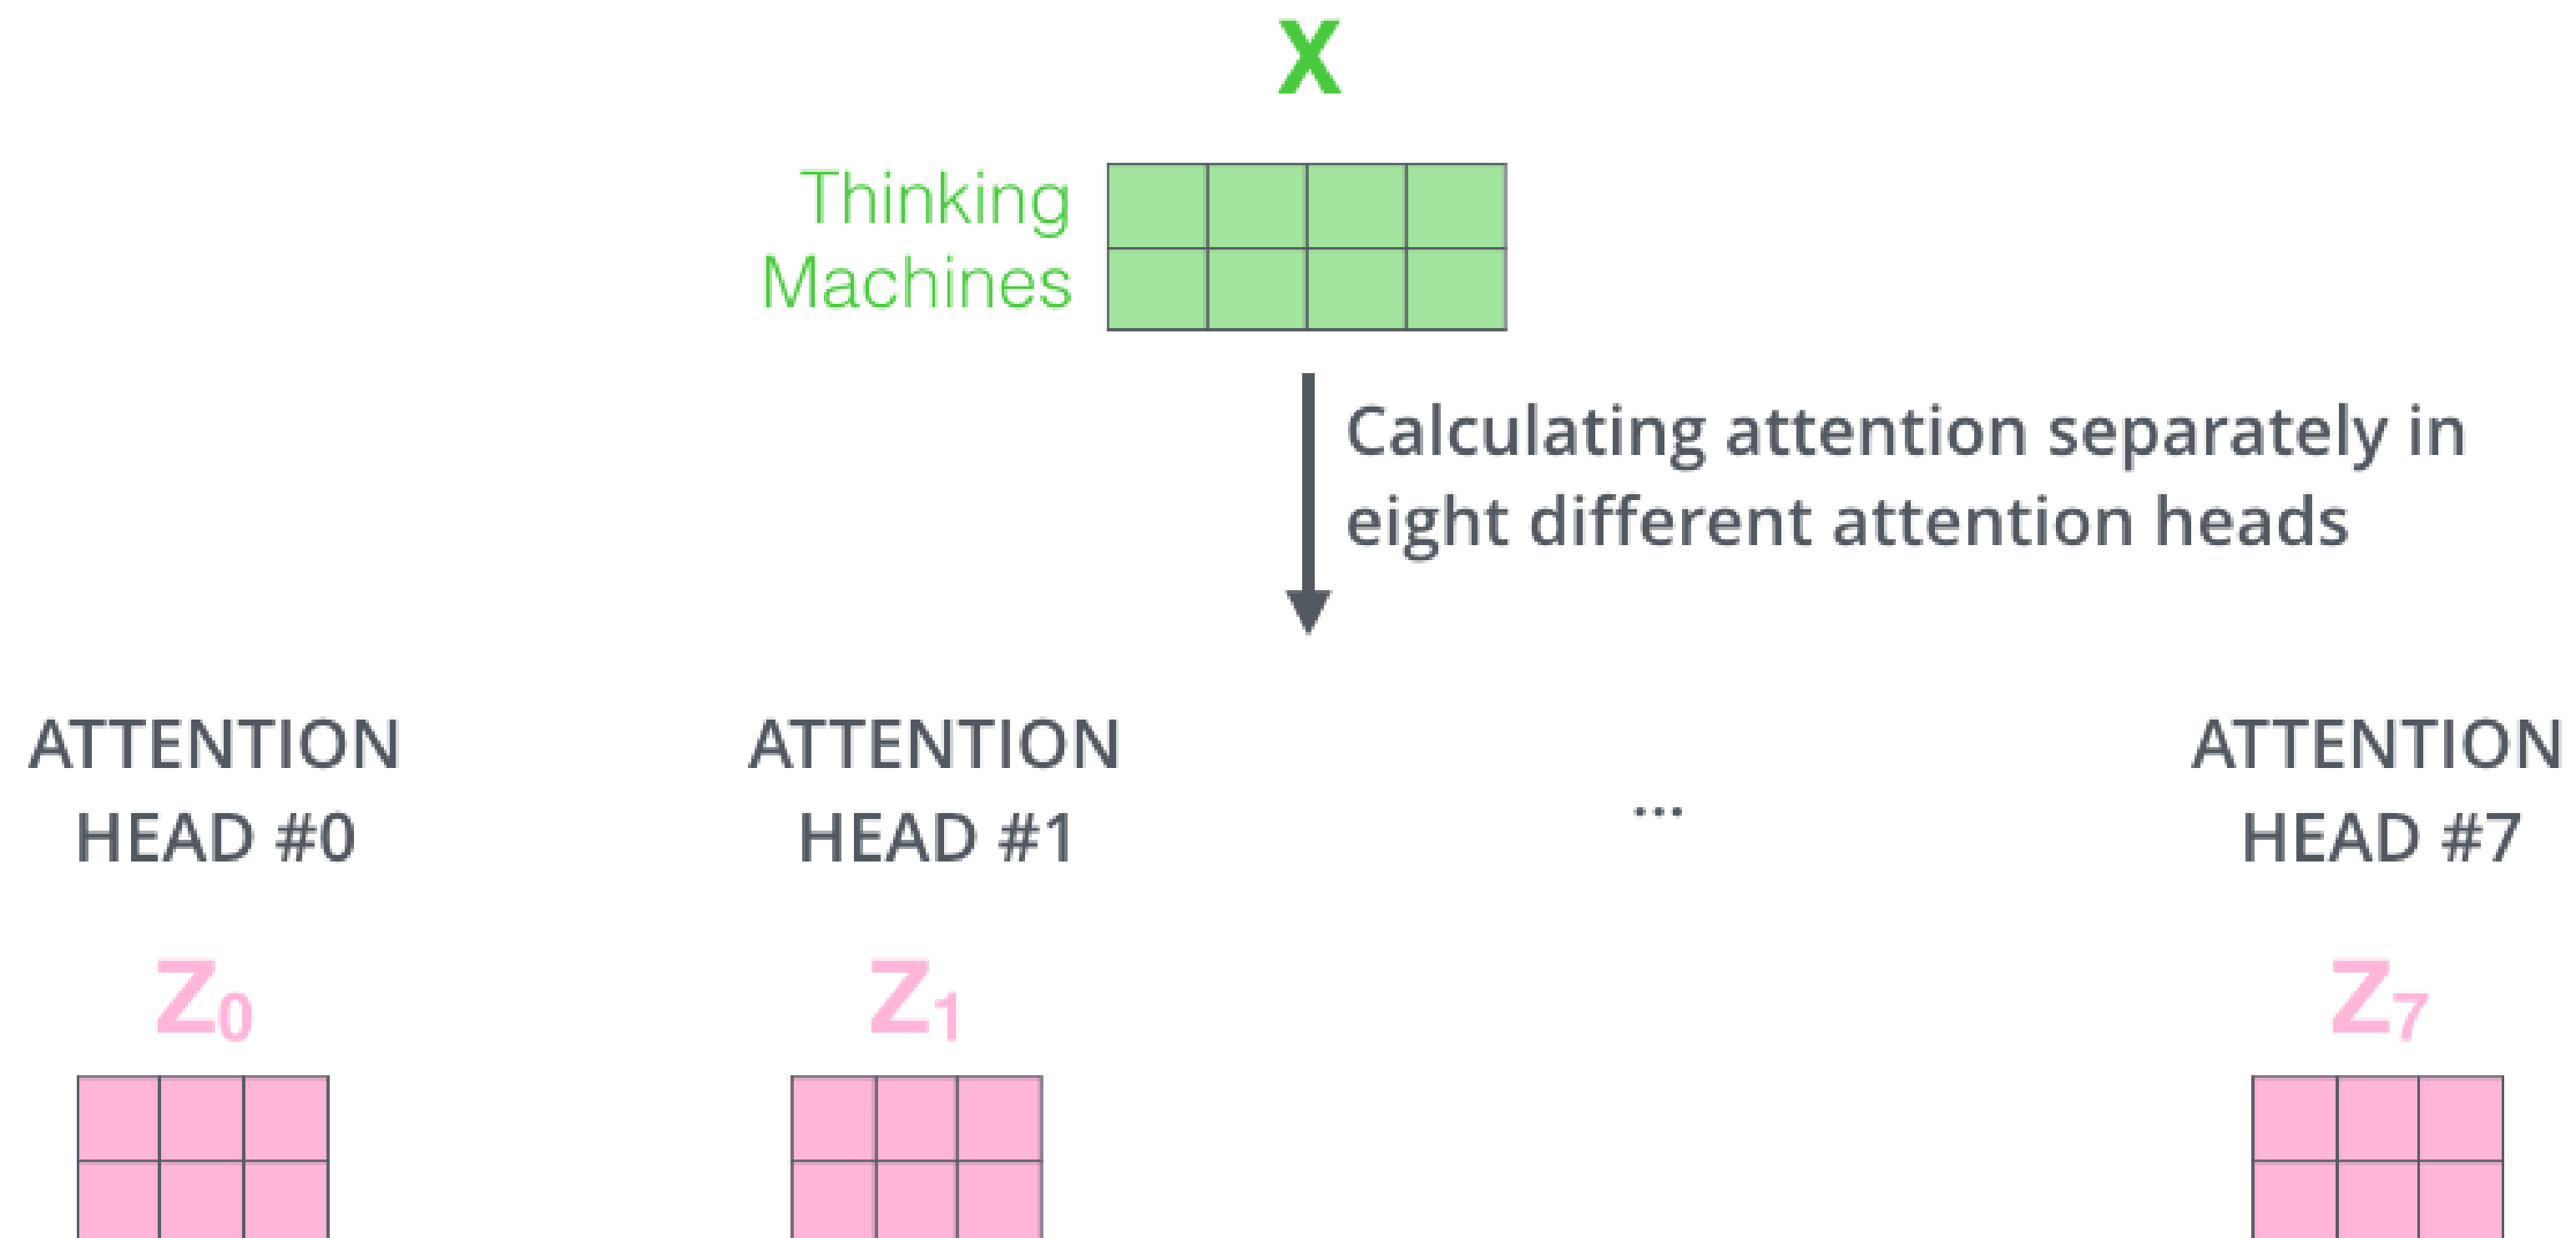 X
Thinking
Machines
Calculating attention separately in
eight different attention heads
ATTENTION
HEAD #0
ATTENTION
HEAD #1
...
ATTENTION
HEAD #7
Z0
Z1
Z7